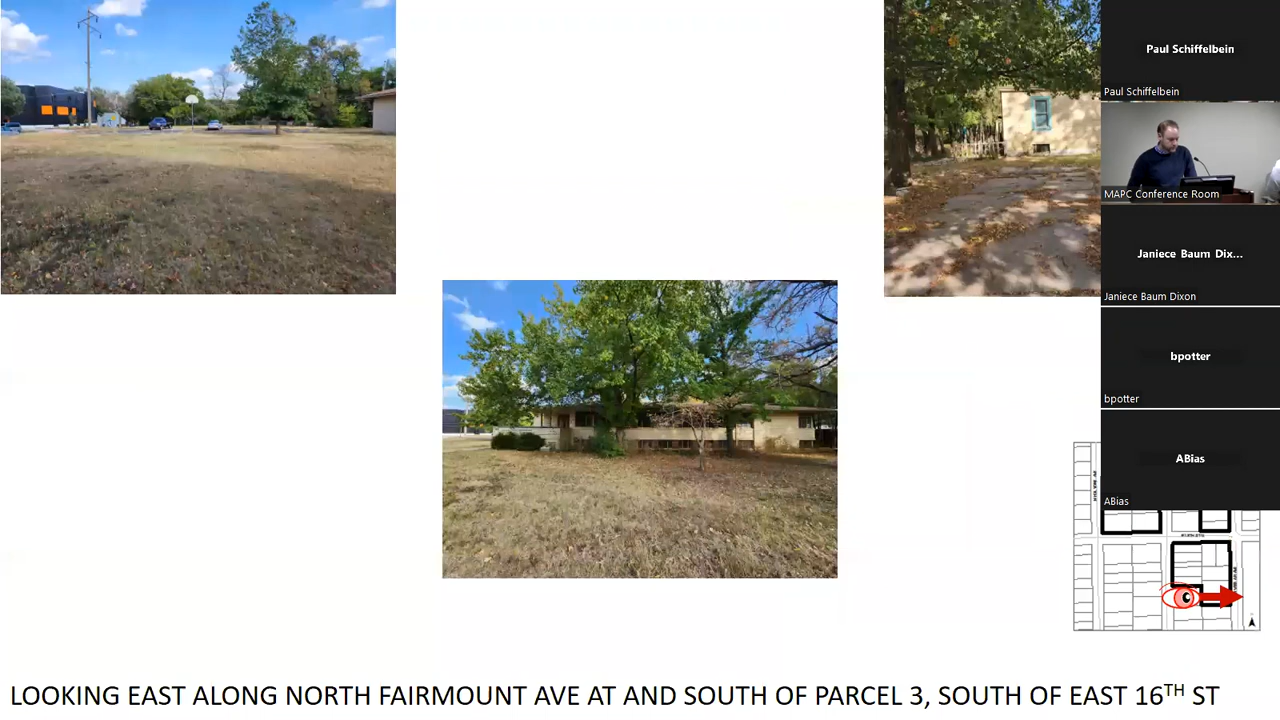 Paul Schiffelbein
Paul Schiffelbein
MAPC Conference Room
Janiece Baum Dix...
Janiece Baum Dixon
bpotter
bpotter
ABias
ABias
LOOKING EAST ALONG NORTH FAIRMOUNT AVE AT AND SOUTH OF PARCEL 3, SOUTH OF EAST 16TH ST